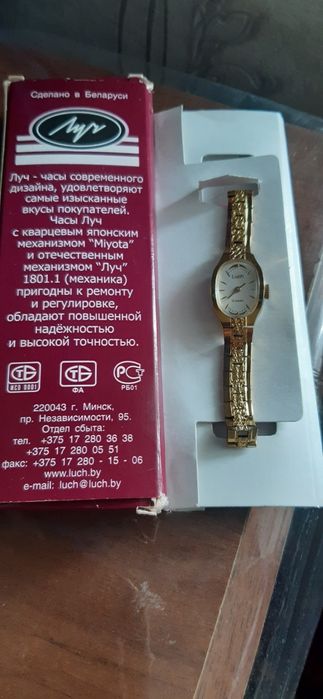 Сделано в Беларуси
Луч
Луч - часы современного
дизайна, удовлетворяют
самые изысканные
вкусы покупателей.
Часы Луч
с кварцевым японским
механизмом "Miyota"
и отечественным
механизмом "Луч"
1801.1 (механика)
пригодны к ремонту
и регулировке,
обладают повышенной
надёжностью
и высокой точностью.
ФА
РБ01
220043 г. Минск,
пр. Независимости, 95.
Отдел сбыта:
тел. +375 17 280 36 38
+375 17 280 05 51
факс: +375 17 280 - 15 - 06
www.luch.by
e-mail: luch@luch.by